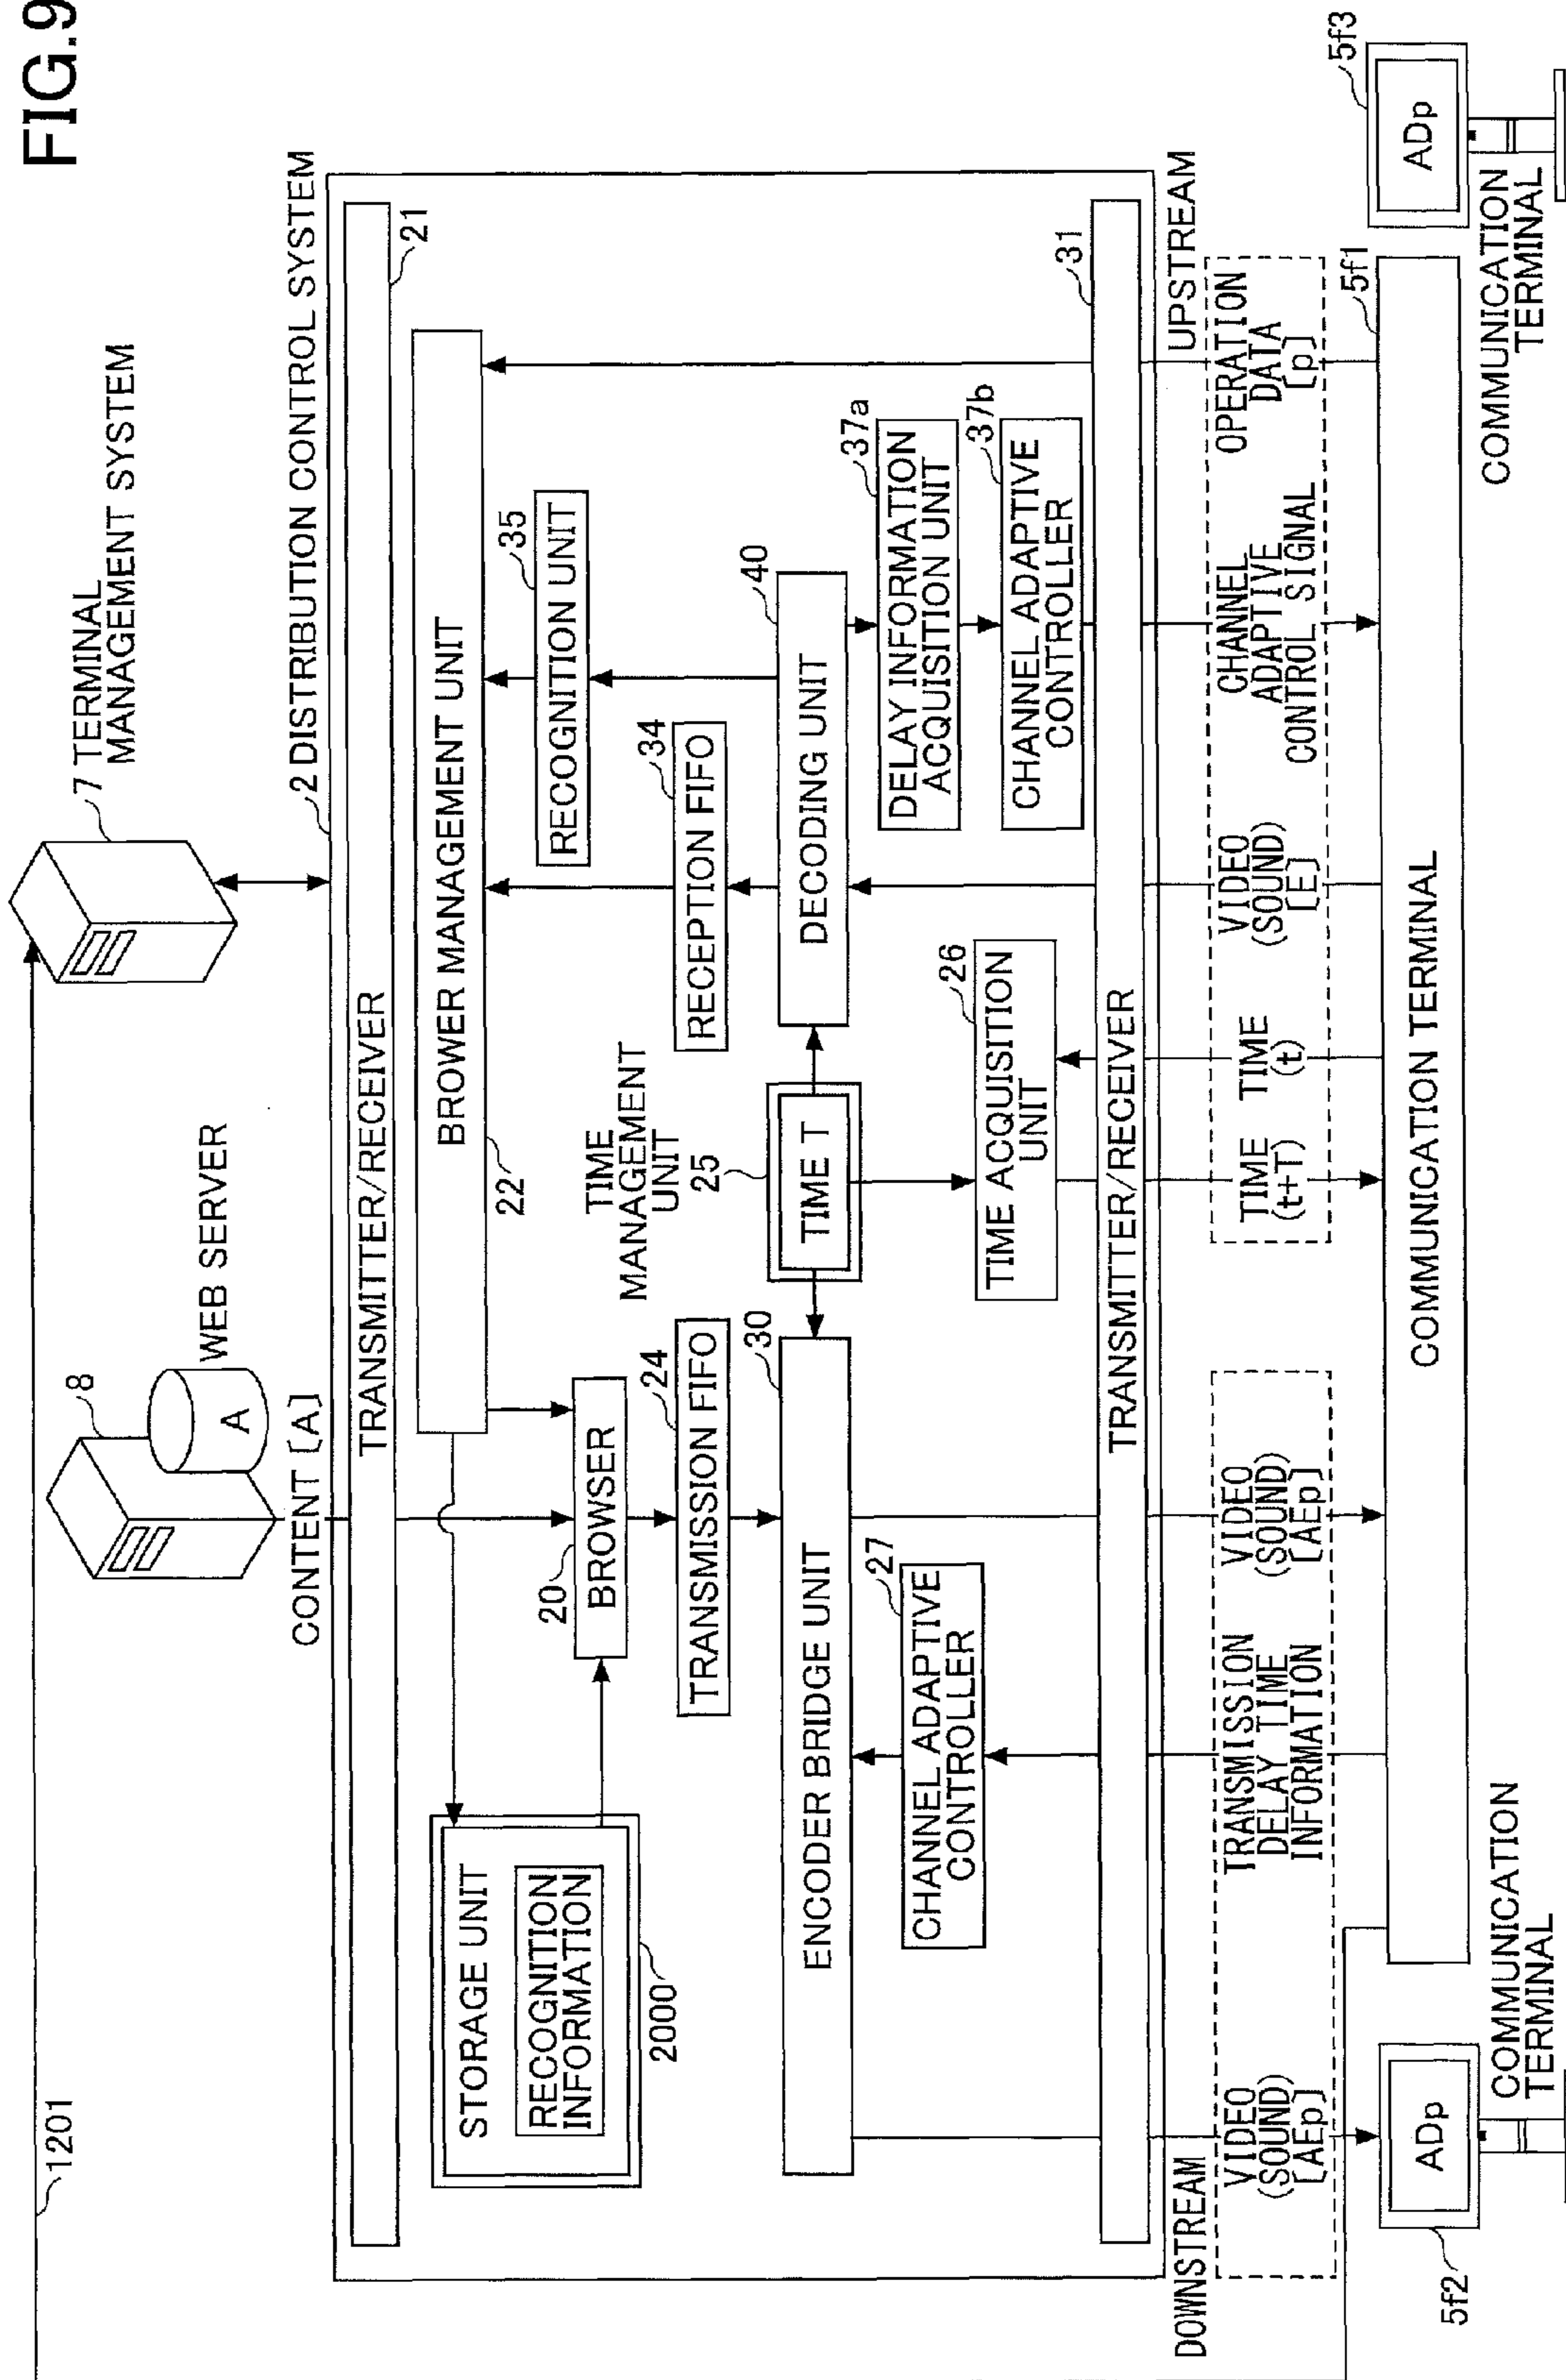 FIG.9
1201
7 TERMINAL
MANAGEMENT SYSTEM
8
A
WEB SERVER
CONTENT [A]
2 DISTRIBUTION CONTROL SYSTEM
TRANSMITTER/RECEIVER
21
BROWER MANAGEMENT UNIT
22
STORAGE UNIT
RECOGNITION
INFORMATION
2000
20
BROWSER
24
TRANSMISSION FIFO
TIME
MANAGEMENT
UNIT
25
TIME T
34
RECEPTION FIFO
35
RECOGNITION UNIT
30
ENCODER BRIDGE UNIT
40
DECODING UNIT
27
CHANNEL ADAPTIVE
CONTROLLER
26
TIME ACQUISITION
UNIT
37a
DELAY INFORMATION
ACQUISITION UNIT
37b
CHANNEL ADAPTIVE
CONTROLLER
TRANSMITTER/RECEIVER
31
DOWNSTREAM
UPSTREAM
VIDEO
(SOUND)
[AEp]
TRANSMISSION
DELAY TIME
INFORMATION
VIDEO
(SOUND)
[AEp]
TIME
(t+T)
TIME
(t)
VIDEO
(SOUND)
[E]
CHANNEL
ADAPTIVE
CONTROL SIGNAL
OPERATION
DATA
[p]
5f2
ADp
COMMUNICATION
TERMINAL
COMMUNICATION TERMINAL
5f1
5f3
ADp
COMMUNICATION
TERMINAL